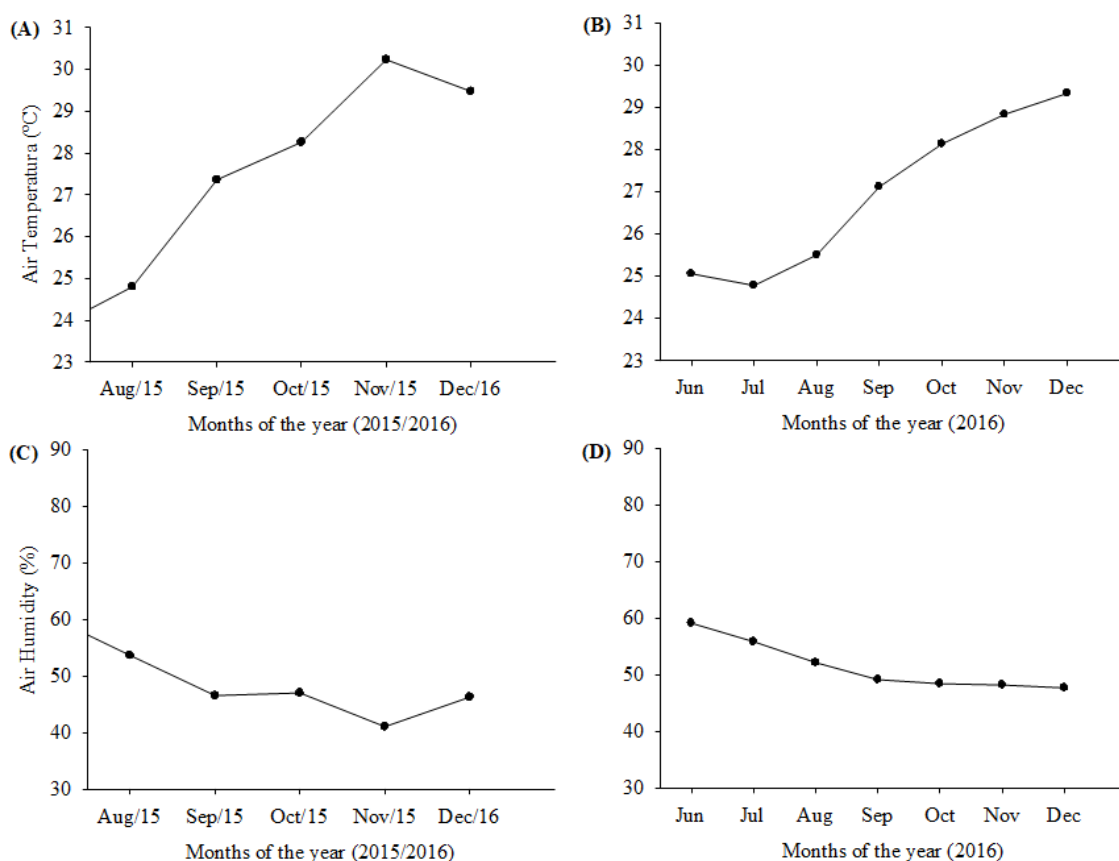 (A)
Air Temperatura (ºC)
31
30
29
28
27
26
25
24
23
Aug/15 Sep/15 Oct/15 Nov/15 Dec/16
Months of the year (2015/2016)
(B)
31
30
29
28
27
26
25
24
23
Jun Jul Aug Sep Oct Nov Dec
Months of the year (2016)
(C)
Air Humidity (%)
90
80
70
60
50
40
30
Aug/15 Sep/15 Oct/15 Nov/15 Dec/16
Months of the year (2015/2016)
(D)
90
80
70
60
50
40
30
Jun Jul Aug Sep Oct Nov Dec
Months of the year (2016)